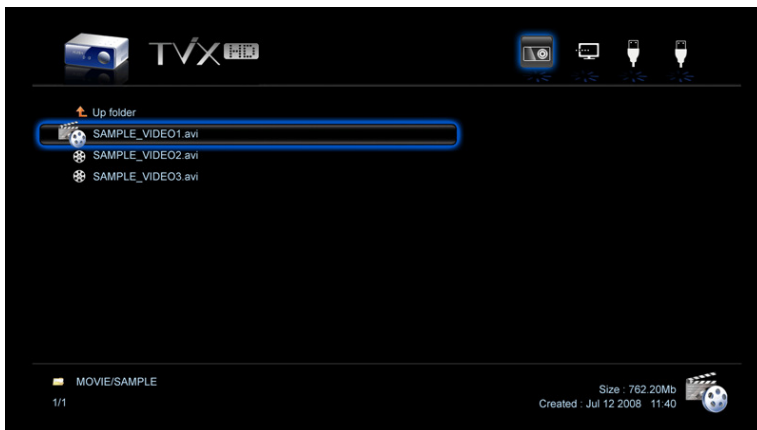 TViX HD
Up folder
SAMPLE_VIDEO1.avi
SAMPLE_VIDEO2.avi
SAMPLE_VIDEO3.avi
MOVIE/SAMPLE
1/1
Size : 762.20Mb
Created : Jul 12 2008 11:40